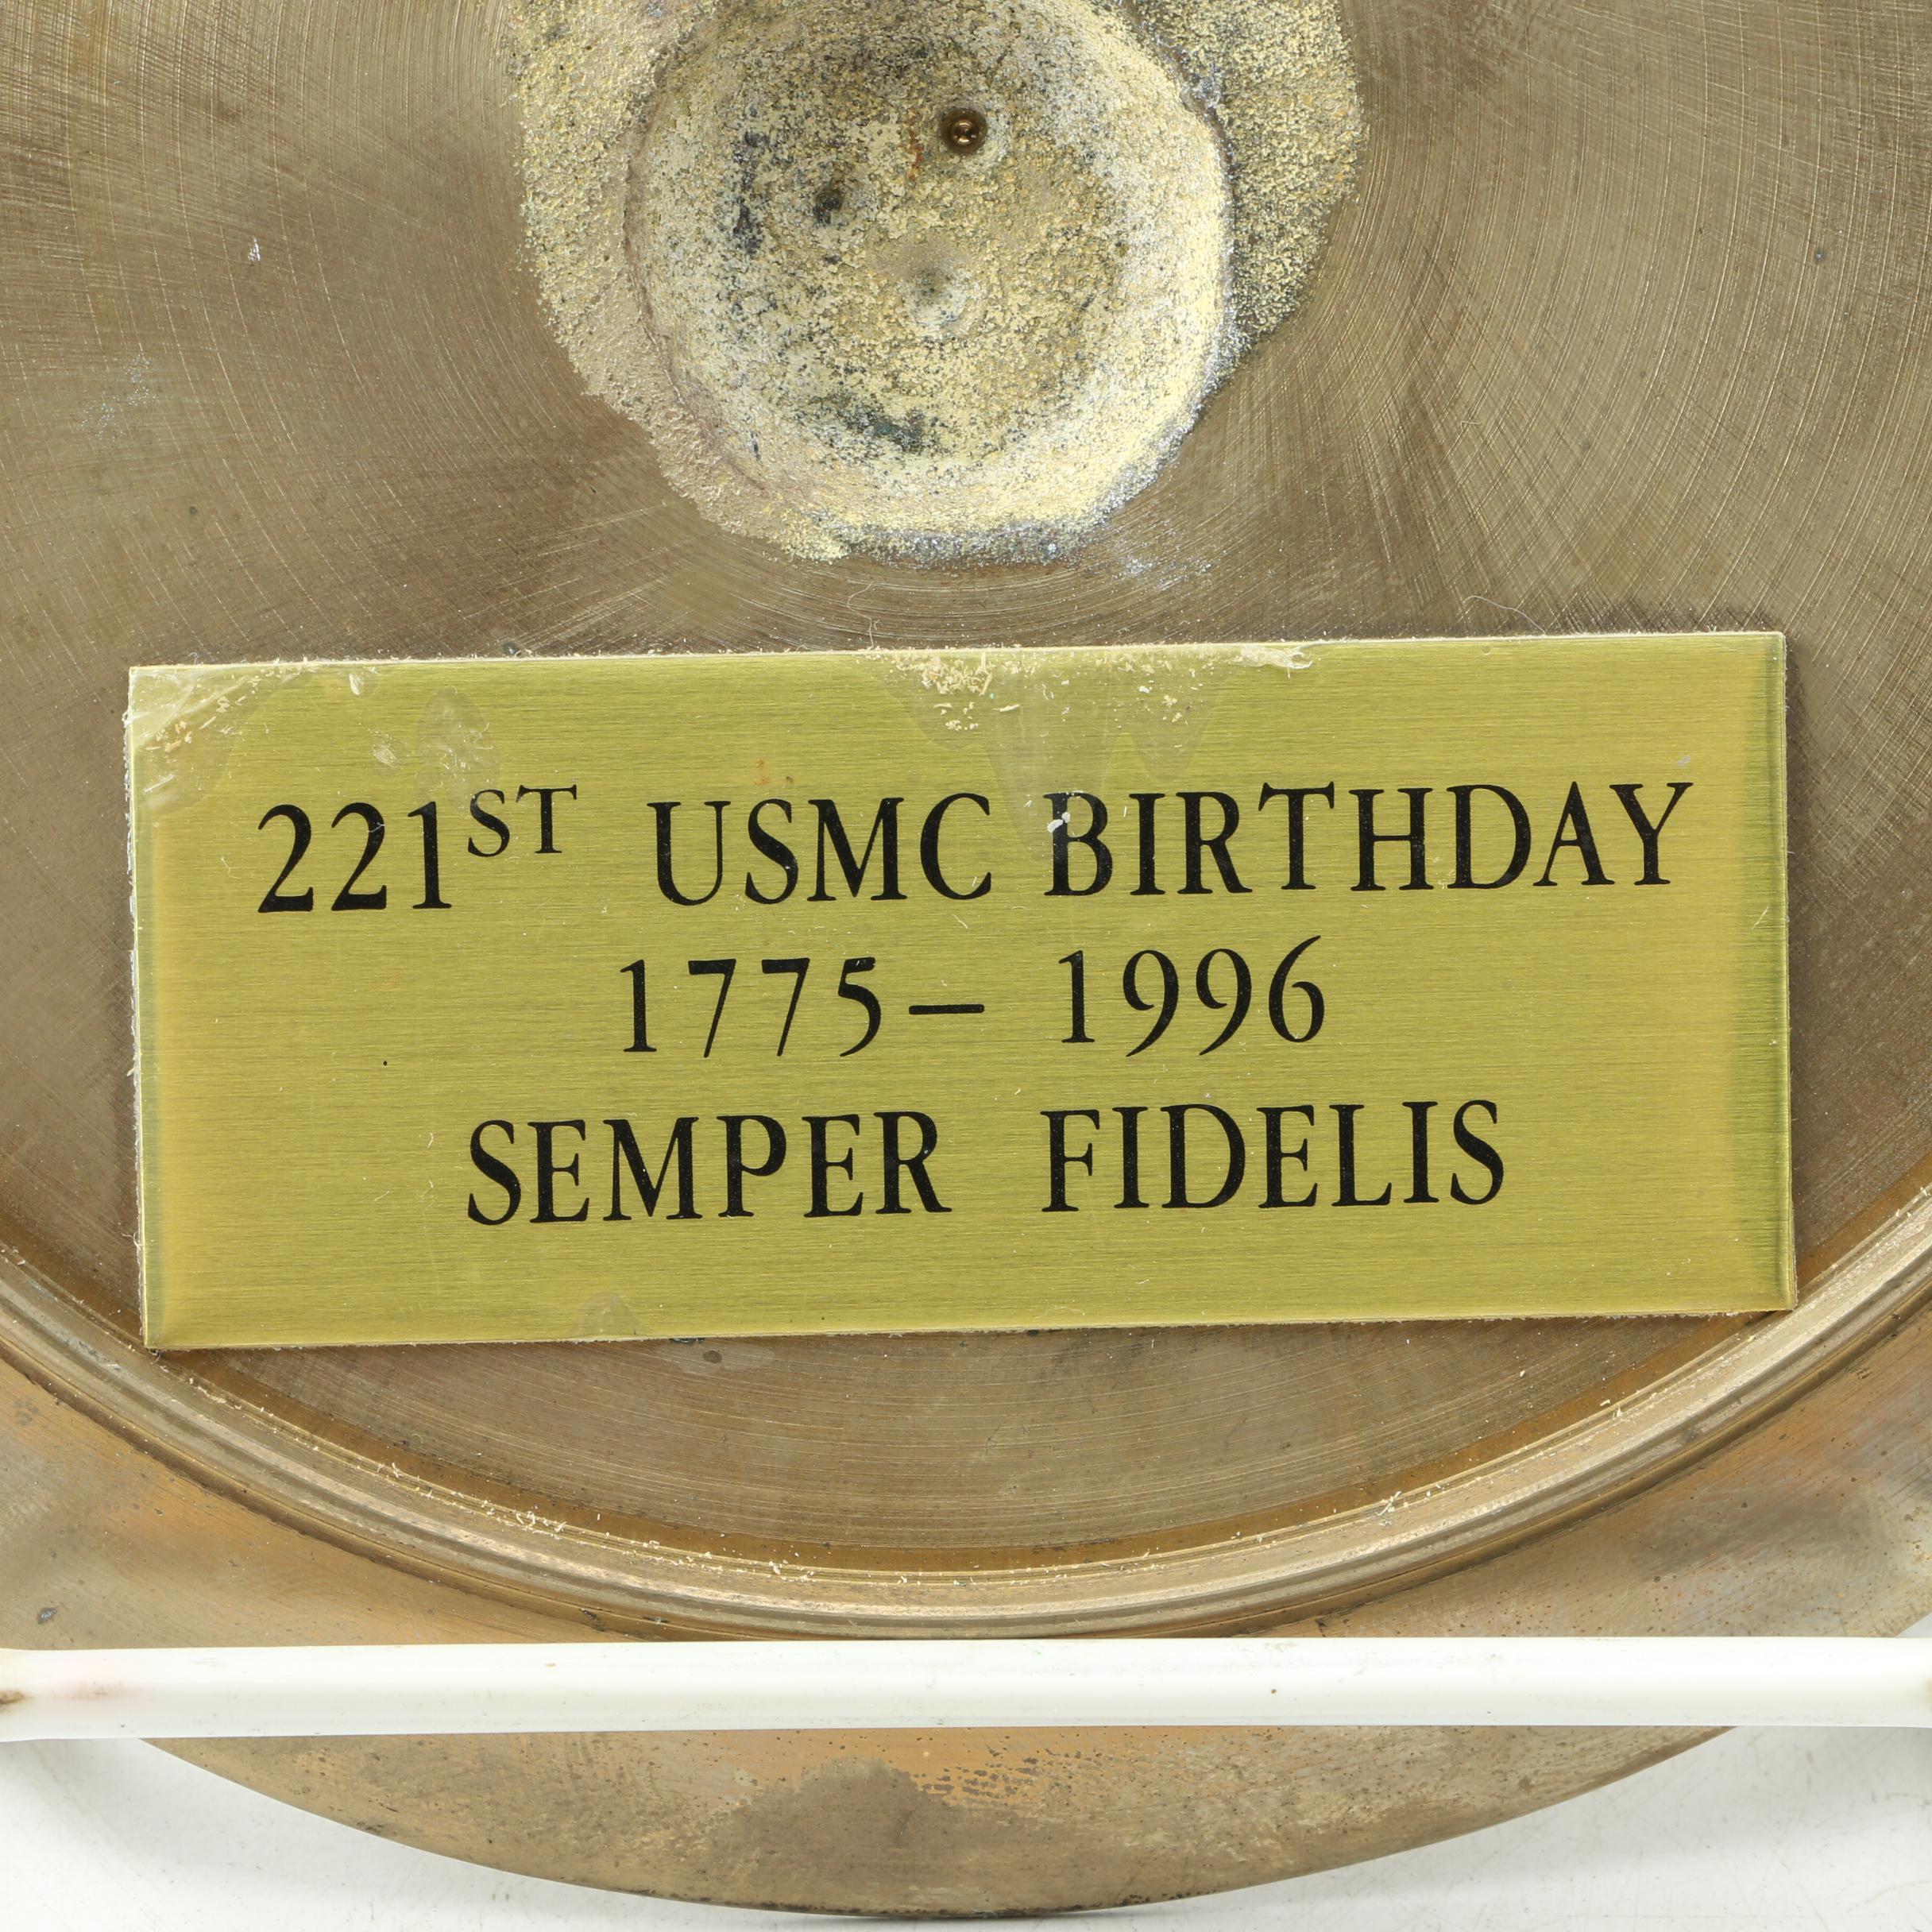 221ST USMC BIRTHDAY
1775– 1996
SEMPER FIDELIS